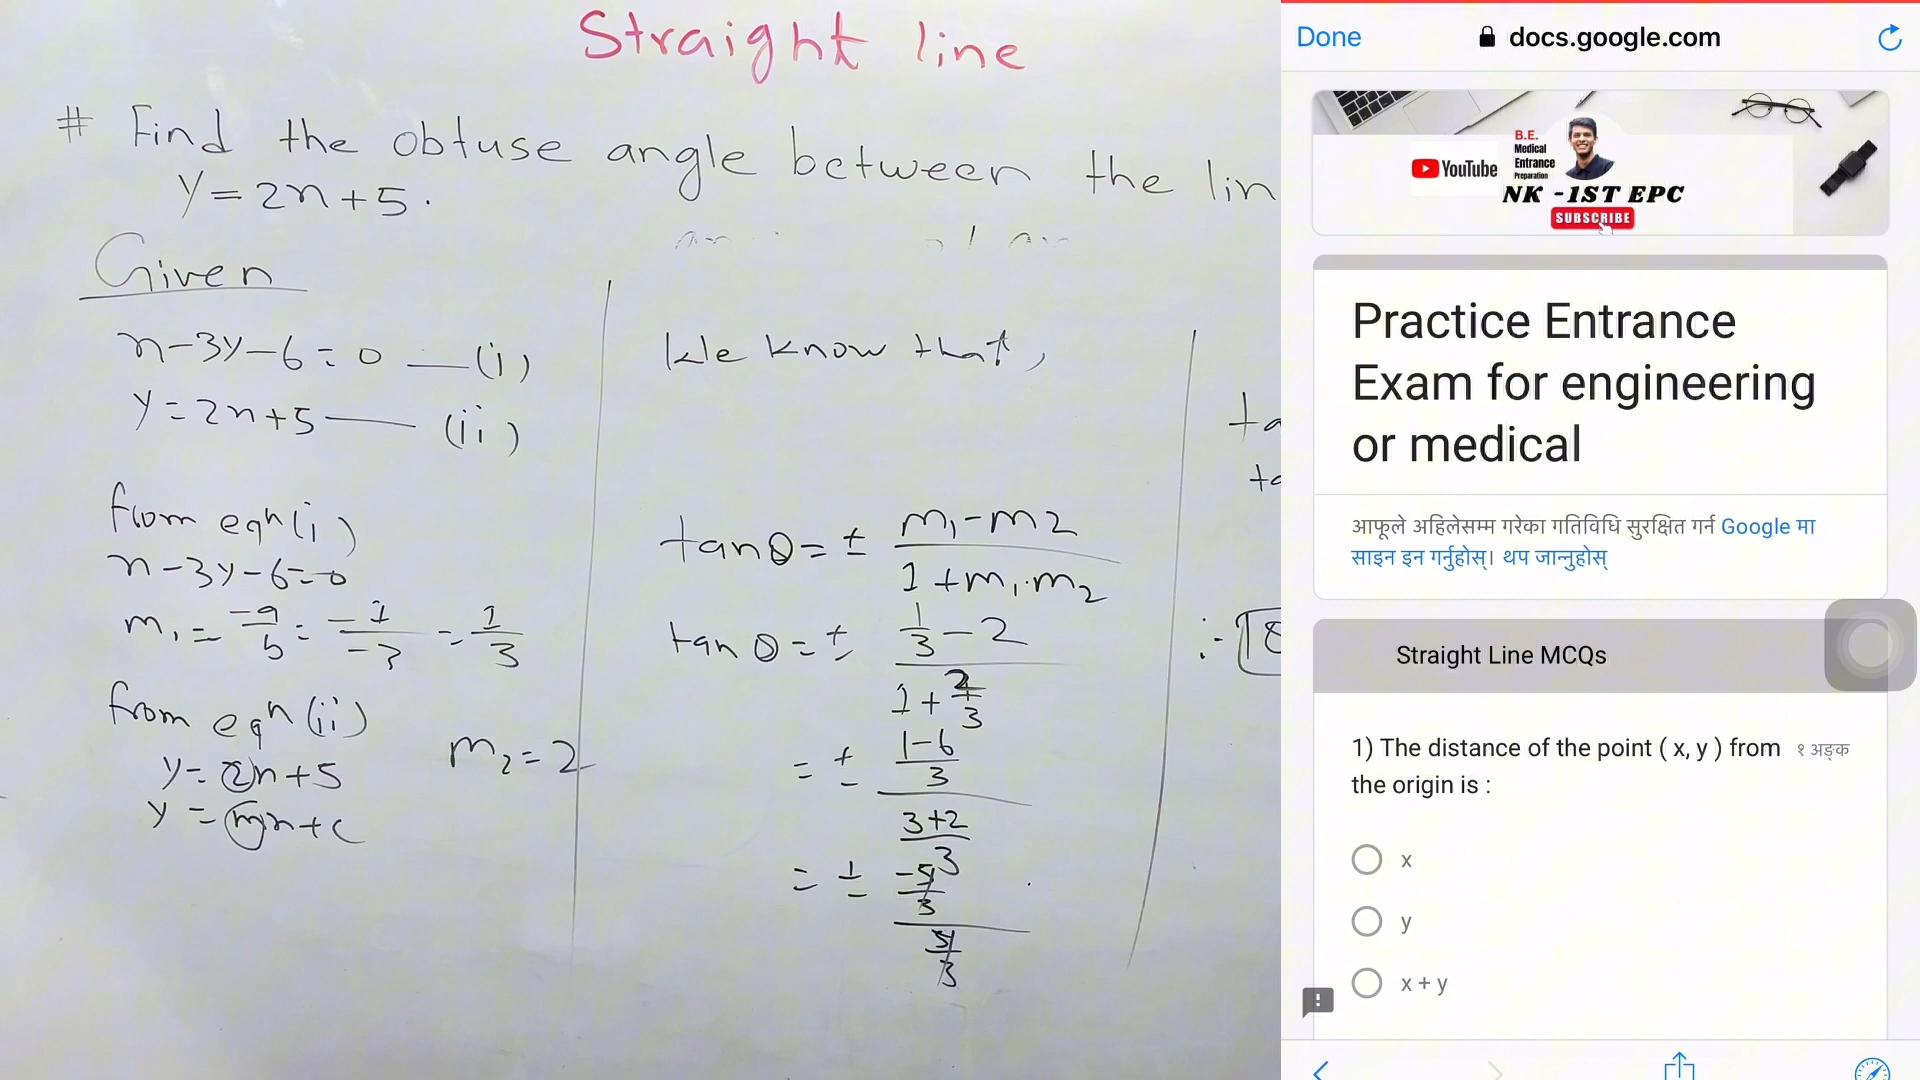 Straight line
# Find the obtuse angle between the lin
y = 2x + 5.
Given
x - 3y - 6 = 0 — (i)
y = 2x + 5 — (ii)
from eqn (i)
x - 3y - 6 = 0
m₁ = -a/b = -1/-3 = 1/3
from eqn (ii)
y = 2x + 5
y = mx + c
m₂ = 2
We know that,
tanθ = ± m₁ - m2 / 1 + m₁.m₂
tanθ = ± 1/3 - 2 / 1 + 2/3
= ± 1-6/3 / 3+2/3
= ± -5/3 / 5/3
Done
docs.google.com
YouTube
B.E.
Medical
Entrance
Preparation
NK -1ST EPC
SUBSCRIBE
Practice Entrance
Exam for engineering
or medical
आफूले अहिलेसम्म गरेका गतिविधि सुरक्षित गर्न Google मा
साइन इन गर्नुहोस्। थप जान्नुहोस्
Straight Line MCQs
1) The distance of the point ( x, y ) from १ अङ्क
the origin is :
x
y
x + y